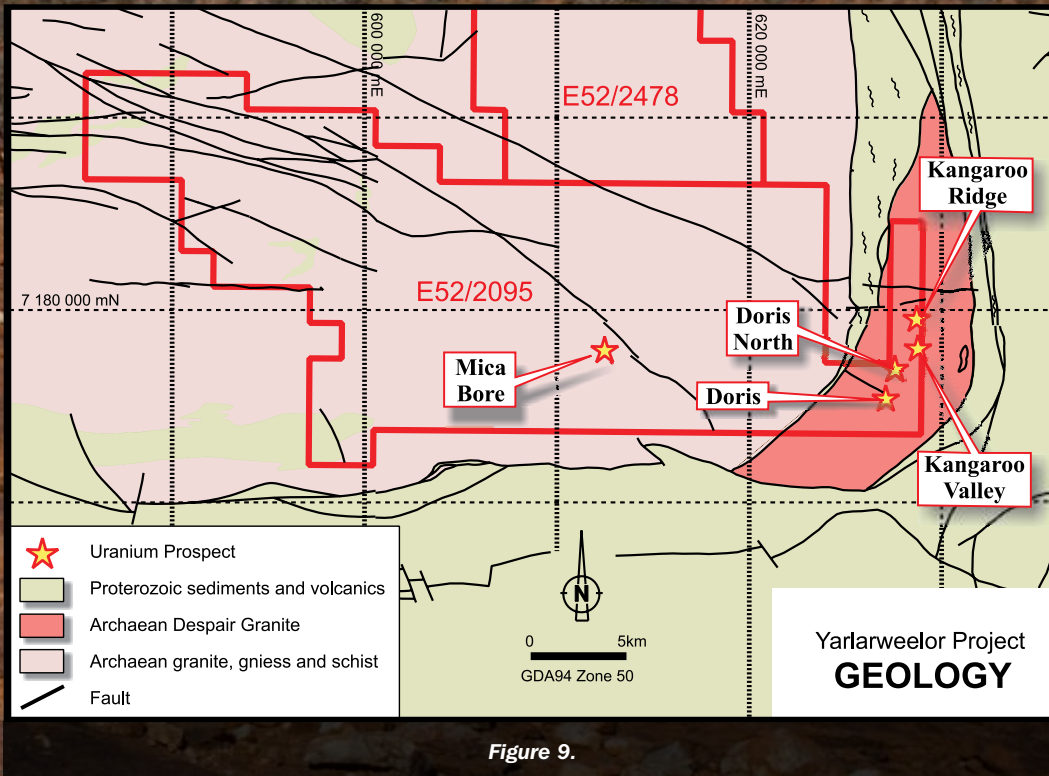 600 000 mE
620 000 mE
E52/2478
Kangaroo
Ridge
7 180 000 mN
E52/2095
Doris
North
Mica
Bore
Doris
Kangaroo
Valley
Uranium Prospect
Proterozoic sediments and volcanics
Archaean Despair Granite
Archaean granite, gniess and schist
Fault
N
0 5km
GDA94 Zone 50
Yarlarweelor Project
GEOLOGY
Figure 9.